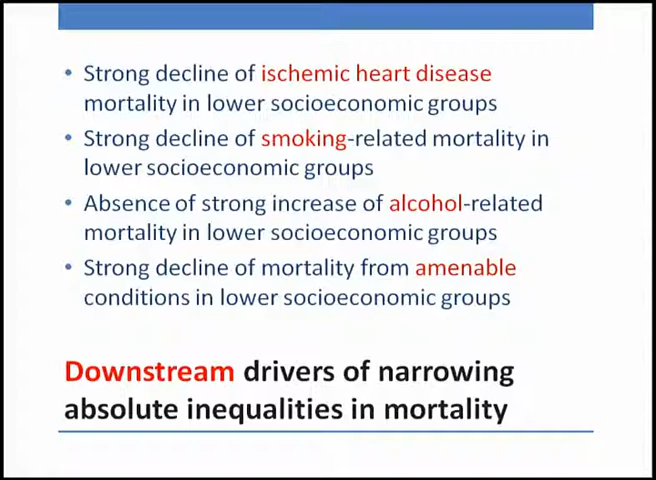 • Strong decline of ischemic heart disease
mortality in lower socioeconomic groups
• Strong decline of smoking-related mortality in
lower socioeconomic groups
• Absence of strong increase of alcohol-related
mortality in lower socioeconomic groups
• Strong decline of mortality from amenable
conditions in lower socioeconomic groups
Downstream drivers of narrowing
absolute inequalities in mortality